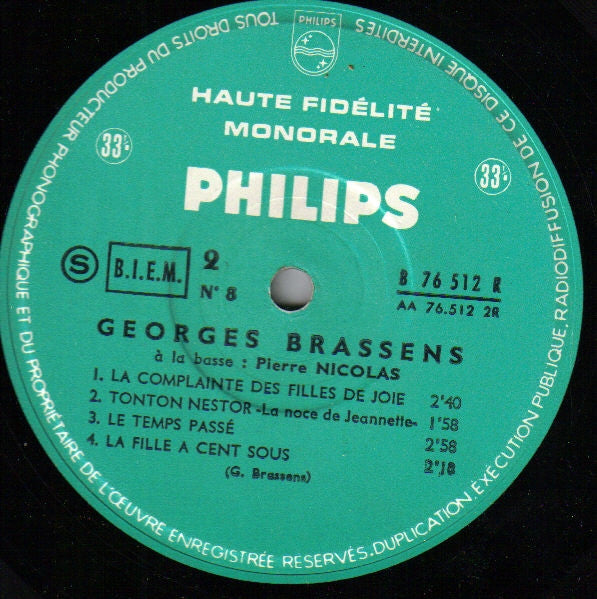 TOUS DROITS DU PRODUCTEUR PHONOGRAPHIQUE ET DU PROPRIÉTAIRE DE L'ŒUVRE ENREGISTRÉE RESERVÉS. DUPLICATION. EXÉCUTION PUBLIQUE, RADIODIFFUSION DE CE DISQUE INTERDITES
PHILIPS
HAUTE FIDÉLITÉ
MONORALE
33
33
PHILIPS
S
B.I.E.M.
2
N° 8
B 76 512 R
AA 76.512 2R
GEORGES BRASSENS
à la basse : Pierre NICOLAS
1. LA COMPLAINTE DES FILLES DE JOIE 2'40
2. TONTON NESTOR -La noce de Jeannette- 1'58
3. LE TEMPS PASSÉ 2'58
4. LA FILLE A CENT SOUS 2'18
(G. Brassens)